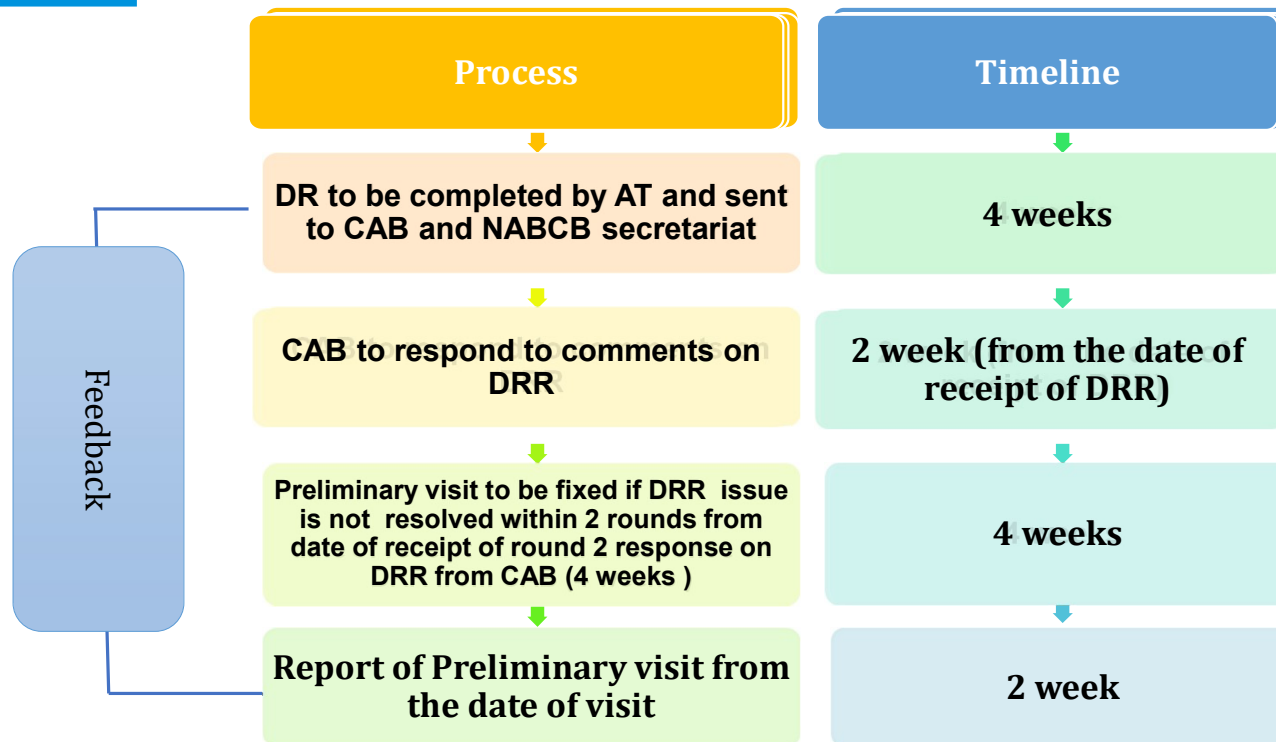 Process
Timeline
DR to be completed by AT and sent
to CAB and NABCB secretariat
4 weeks
CAB to respond to comments on
DRR
2 week (from the date of
receipt of DRR)
Preliminary visit to be fixed if DRR issue
is not resolved within 2 rounds from
date of receipt of round 2 response on
DRR from CAB (4 weeks )
4 weeks
Report of Preliminary visit from
the date of visit
2 week
Feedback